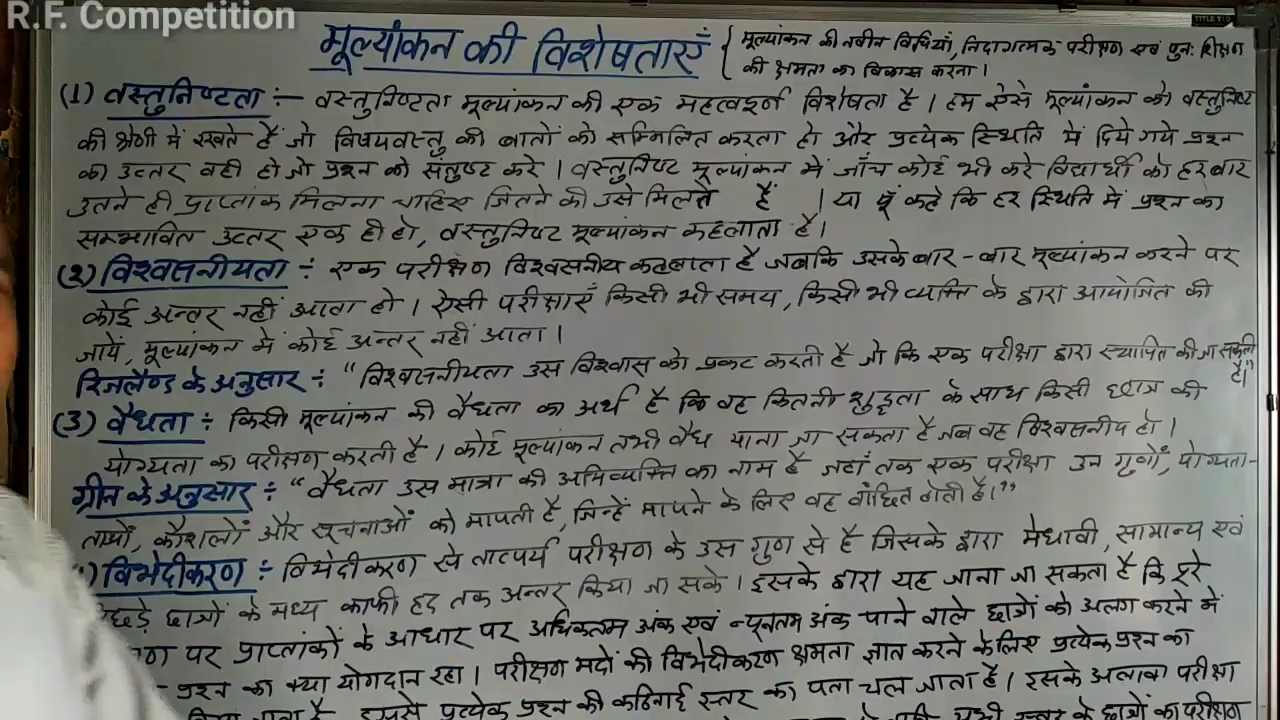 R.F. Competition
TITLE 110
मूल्यांकन की विशेषताएँ { मूल्यांकन की नवीन विधियाँ, निदानात्मक परीक्षण एवं पुनः शिक्षण
की क्षमता का विकास करना।
(1) वस्तुनिष्टता :— वस्तुनिष्टता मूल्यांकन की एक महत्वपूर्ण विशेषता है। हम ऐसे मूल्यांकन को वस्तुनिष्ट
की श्रेणी में रखते हैं जो विषयवस्तु की बातों को सम्मिलित करता हो और प्रत्येक स्थिति में दिये गये प्रश्न
का उत्तर वही हो जो प्रश्न को संतुष्ट करे। वस्तुनिष्ट मूल्यांकन में जाँच कोई भी करे विद्यार्थी को हर बार
उतने ही प्राप्तांक मिलना चाहिए जितने की उसे मिलते हैं । या यूं कहे कि हर स्थिति में प्रश्न का
सम्भावित उत्तर एक ही हो, वस्तुनिष्ट मूल्यांकन कहलाता है।
(2) विश्वसनीयता ÷ एक परीक्षण विश्वसनीय कहलाता है जबकि उसके बार-बार मूल्यांकन करने पर
कोई अन्तर नहीं आता हो। ऐसी परीक्षाएँ किसी भी समय, किसी भी व्यक्ति के द्वारा आयोजित की
जायें, मूल्यांकन में कोई अन्तर नहीं आता।
रिजलैण्ड के अनुसार ÷ “विश्वसनीयता उस विश्वास को प्रकट करती है जो कि एक परीक्षा द्वारा स्थापित की जा सकती है।”
(3) वैधता ÷ किसी मूल्यांकन की वैधता का अर्थ है कि वह कितनी शुद्धता के साथ किसी छात्र की
योग्यता का परीक्षण करती है। कोई मूल्यांकन तभी वैध माना जा सकता है जब वह विश्वसनीय हो।
ग्रीन के अनुसार ÷ “वैधता उस मात्रा की अभिव्यक्ति का नाम है जहां तक एक परीक्षा उन गुणों, योग्यता-
तायों, कौशलों और सूचनाओं को मापती है, जिन्हें मापने के लिए वह वांछित होती है।”
) विभेदीकरण ÷ विभेदीकरण से तात्पर्य परीक्षण के उस गुण से है जिसके द्वारा मेधावी, सामान्य एवं
छड़े छात्रों के मध्य काफी हद तक अन्तर किया जा सके। इसके द्वारा यह जाना जा सकता है कि पूरे
ण पर प्राप्तांकों के आधार पर अधिकतम अंक एवं न्यूनतम अंक पाने वाले छात्रों को अलग करने में
- प्रश्न का क्या योगदान रहा। परीक्षण मदों की विभेदीकरण क्षमता ज्ञात करने के लिए प्रत्येक प्रश्न का
किया जाता है इससे प्रत्येक प्रश्न की कठिनाई स्तर का पता चल जाता है। इसके अलावा परीक्षा
सभी स्तर के छात्रों का परीक्षण